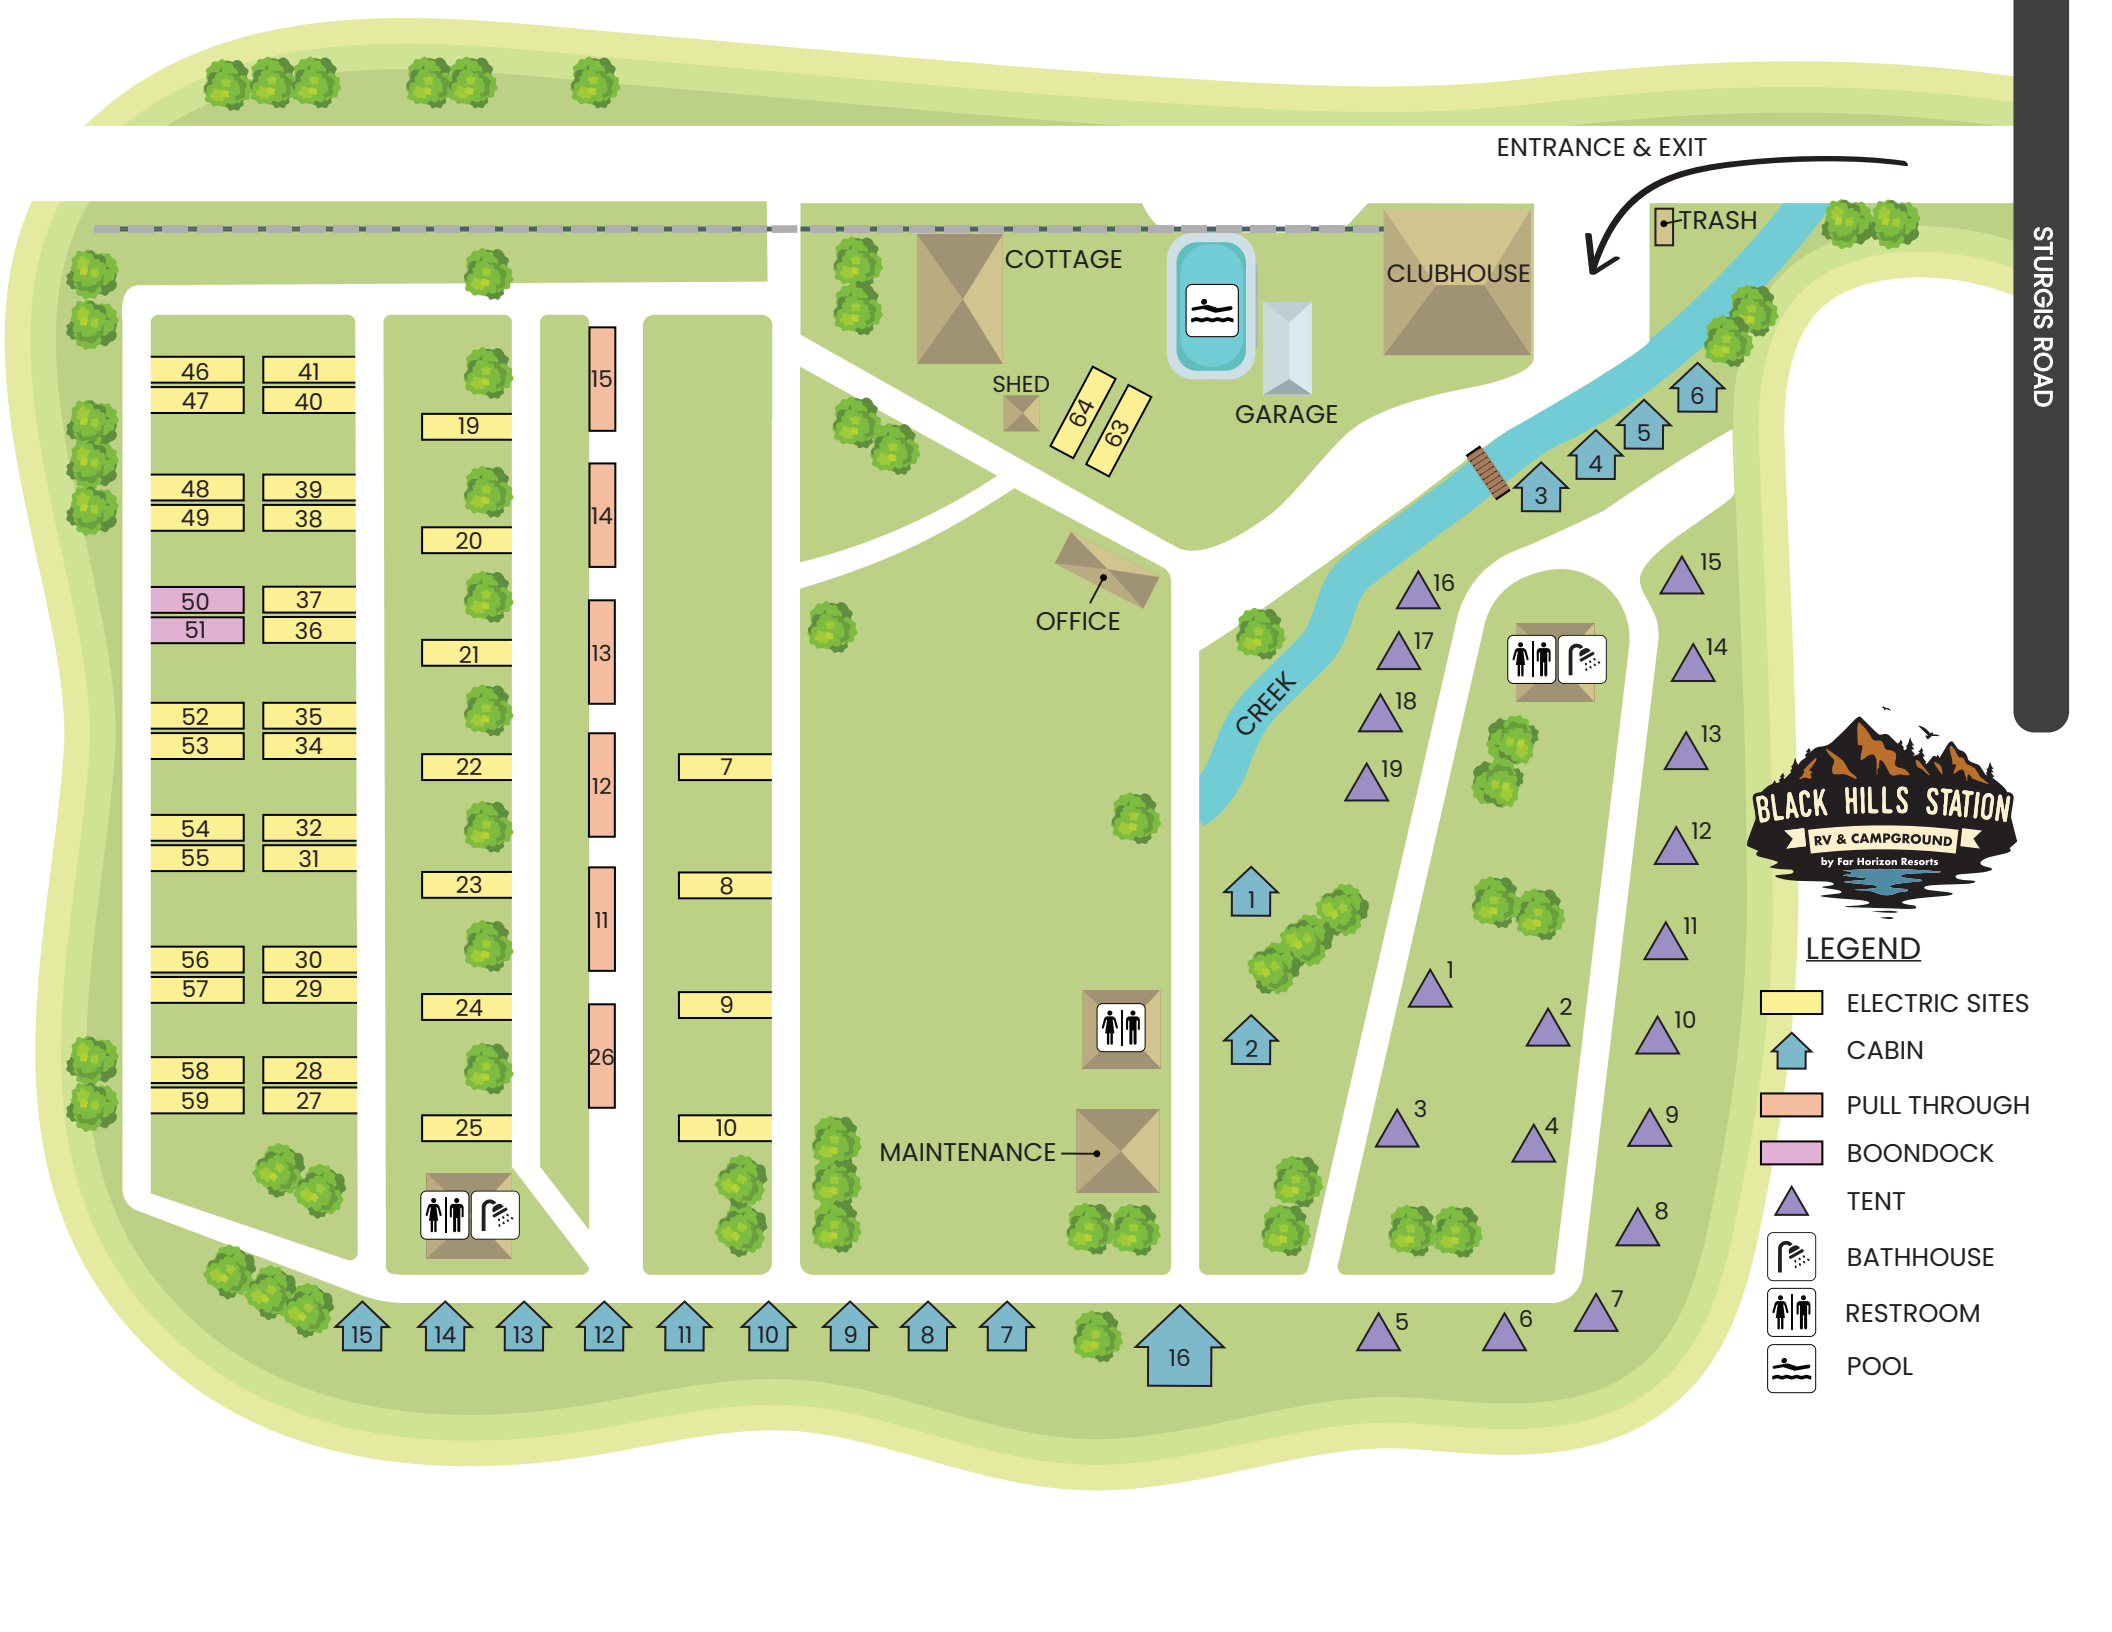 ENTRANCE & EXIT
TRASH
STURGIS ROAD
COTTAGE
CLUBHOUSE
SHED
GARAGE
64
63
OFFICE
CREEK
MAINTENANCE
46 41
47 40
48 39
49 38
50 37
51 36
52 35
53 34
54 32
55 31
56 30
57 29
58 28
59 27
19
20
21
22
23
24
25
15
14
13
12
11
26
7
8
9
10
6
5
4
3
1
2
16
17
18
19
15
14
13
12
11
10
9
8
7
1
2
3
4
5
6
15 14 13 12 11 10 9 8 7
16
BLACK HILLS STATION
RV & CAMPGROUND
by Far Horizon Resorts
LEGEND
ELECTRIC SITES
CABIN
PULL THROUGH
BOONDOCK
TENT
BATHHOUSE
RESTROOM
POOL